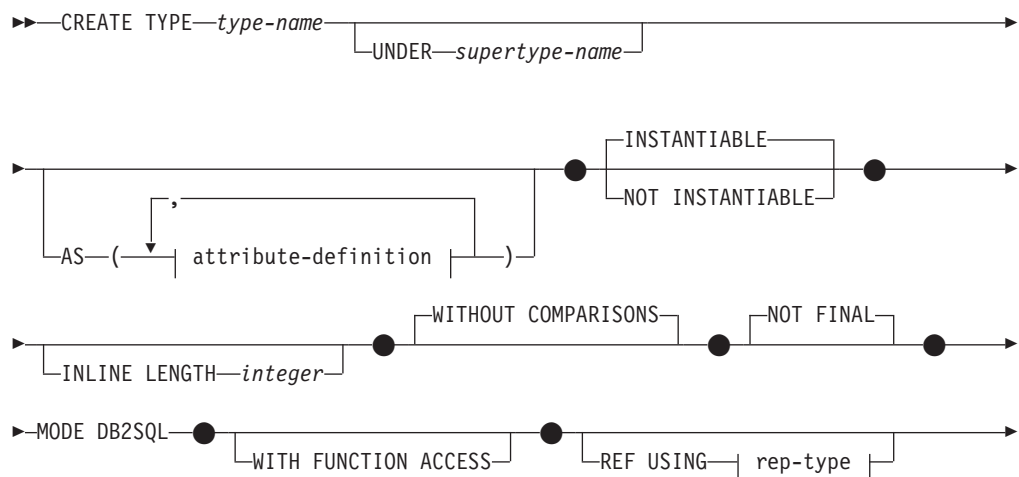 CREATE TYPE type-name
UNDER supertype-name
INSTANTIABLE
NOT INSTANTIABLE
,
AS ( attribute-definition )
WITHOUT COMPARISONS NOT FINAL
INLINE LENGTH integer
MODE DB2SQL
WITH FUNCTION ACCESS REF USING rep-type